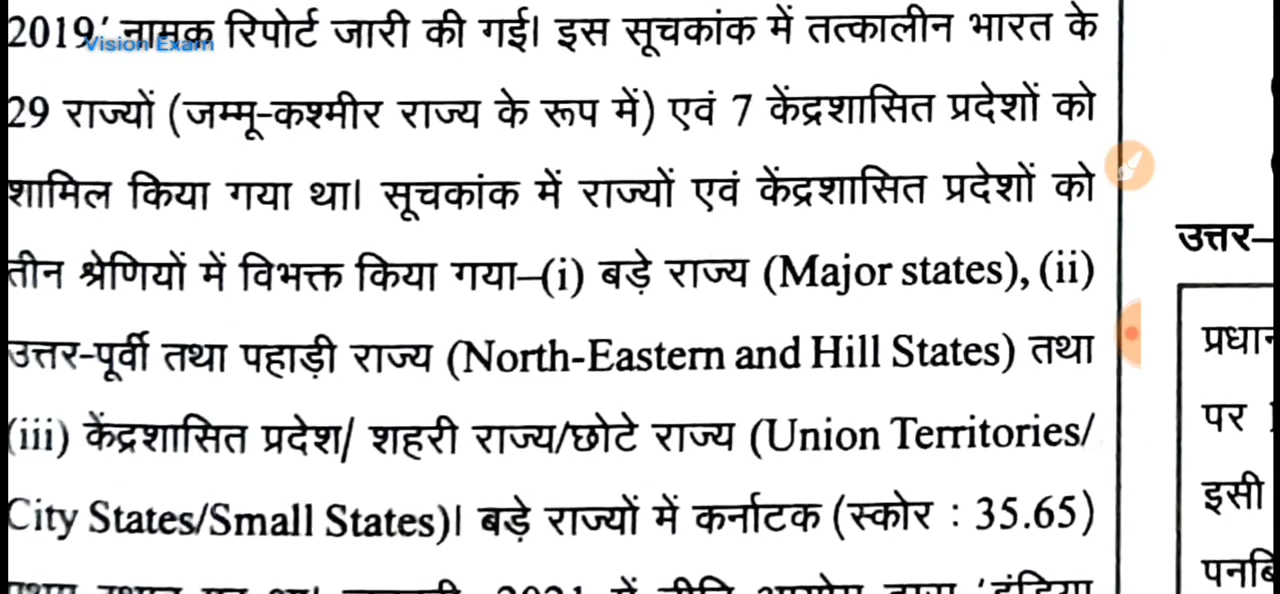 2019' नामक रिपोर्ट जारी की गई। इस सूचकांक में तत्कालीन भारत के
Vision Exam
29 राज्यों (जम्मू-कश्मीर राज्य के रूप में) एवं 7 केंद्रशासित प्रदेशों को
शामिल किया गया था। सूचकांक में राज्यों एवं केंद्रशासित प्रदेशों को
तीन श्रेणियों में विभक्त किया गया–(i) बड़े राज्य (Major states), (ii)
उत्तर-पूर्वी तथा पहाड़ी राज्य (North-Eastern and Hill States) तथा
(iii) केंद्रशासित प्रदेश/ शहरी राज्य/छोटे राज्य (Union Territories/
City States/Small States)। बड़े राज्यों में कर्नाटक (स्कोर : 35.65)
उत्तर–
पर
इसी